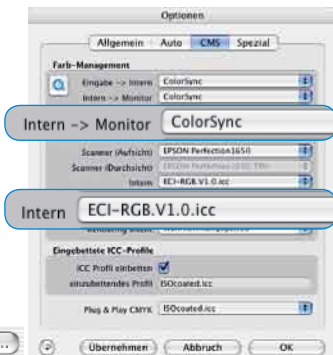 Optionen
Allgemein Auto CMS Spezial
Farb-Management
Eingabe -> Intern ColorSync
Intern -> Monitor ColorSync
Intern -> Monitor ColorSync
Scanner (Aufsicht) EPSON Perfection1650
Scanner (Durchsicht)
Intern ECI-RGB.V1.0.icc
Intern ECI-RGB.V1.0.icc
Eingebettete ICC-Profile
ICC Profil einbetten
einzubettendes Profil ISOcoated.icc
Plug & Play CMYK ISOcoated.icc
Übernehmen Abbruch OK